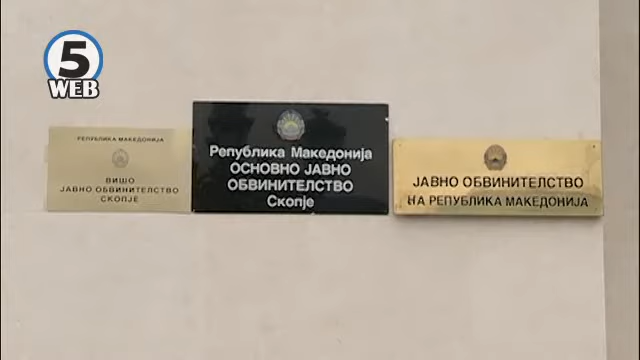 5
WEB
РЕПУБЛИКА МАКЕДОНИЈА
ВИШО
ЈАВНО ОБВИНИТЕЛСТВО
СКОПЈЕ
Република Македонија
ОСНОВНО ЈАВНО
ОБВИНИТЕЛСТВО
Скопје
ЈАВНО ОБВИНИТЕЛСТВО
НА РЕПУБЛИКА МАКЕДОНИЈА